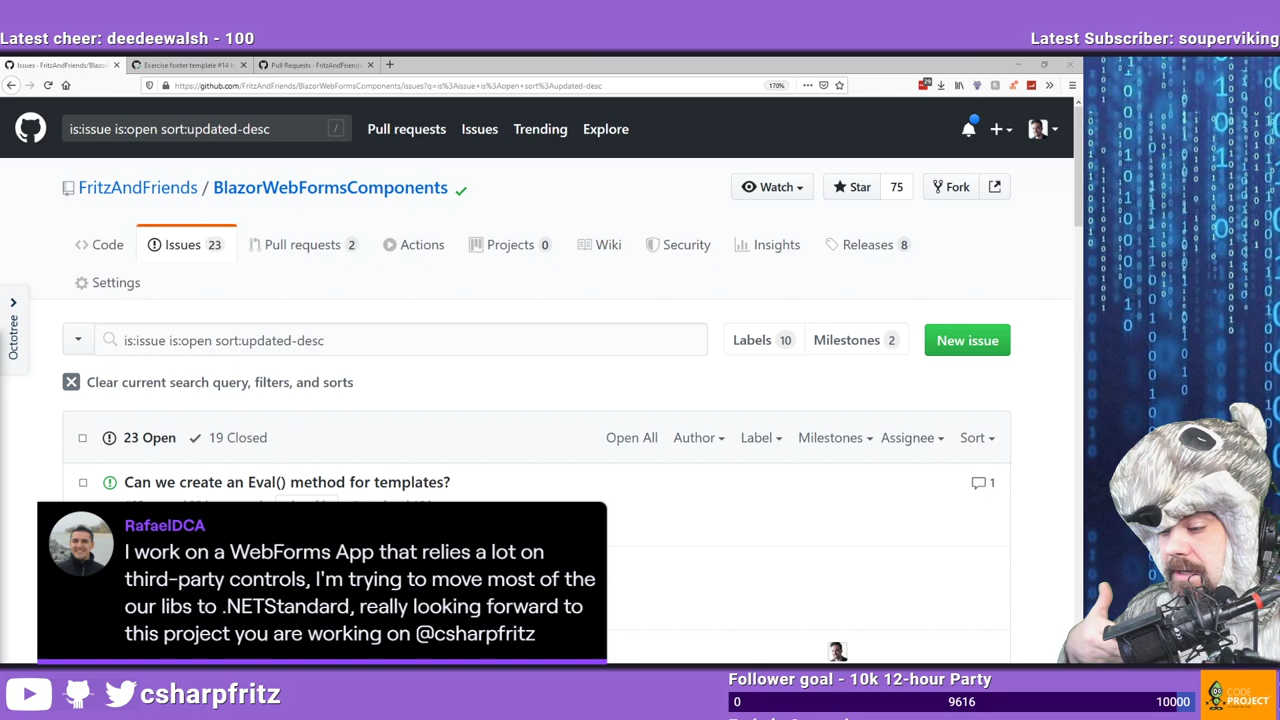 Latest cheer: deedeewalsh - 100
Latest Subscriber: souperviking
Issues - FritzAndFriends/Blazor
Exercise footer template #14 
Pull Requests - FritzAndFriends
https://github.com/FritzAndFriends/BlazorWebFormsComponents/issues?q=is%3Aissue+is%3Aopen+sort%3Aupdated-desc
170%
29
is:issue is:open sort:updated-desc
/
Pull requests
Issues
Trending
Explore
FritzAndFriends / BlazorWebFormsComponents
Watch
Star 75
Fork
Code
Issues 23
Pull requests 2
Actions
Projects 0
Wiki
Security
Insights
Releases 8
Settings
Octotree
is:issue is:open sort:updated-desc
Labels 10
Milestones 2
New issue
Clear current search query, filters, and sorts
23 Open
19 Closed
Open All
Author
Label
Milestones
Assignee
Sort
Can we create an Eval() method for templates?
1
RafaelDCA
I work on a WebForms App that relies a lot on
third-party controls, I'm trying to move most of the
our libs to .NETStandard, really looking forward to
this project you are working on @csharpfritz
csharpfritz
Follower goal - 10k 12-hour Party
0
9616
10000
CODE
PROJECT